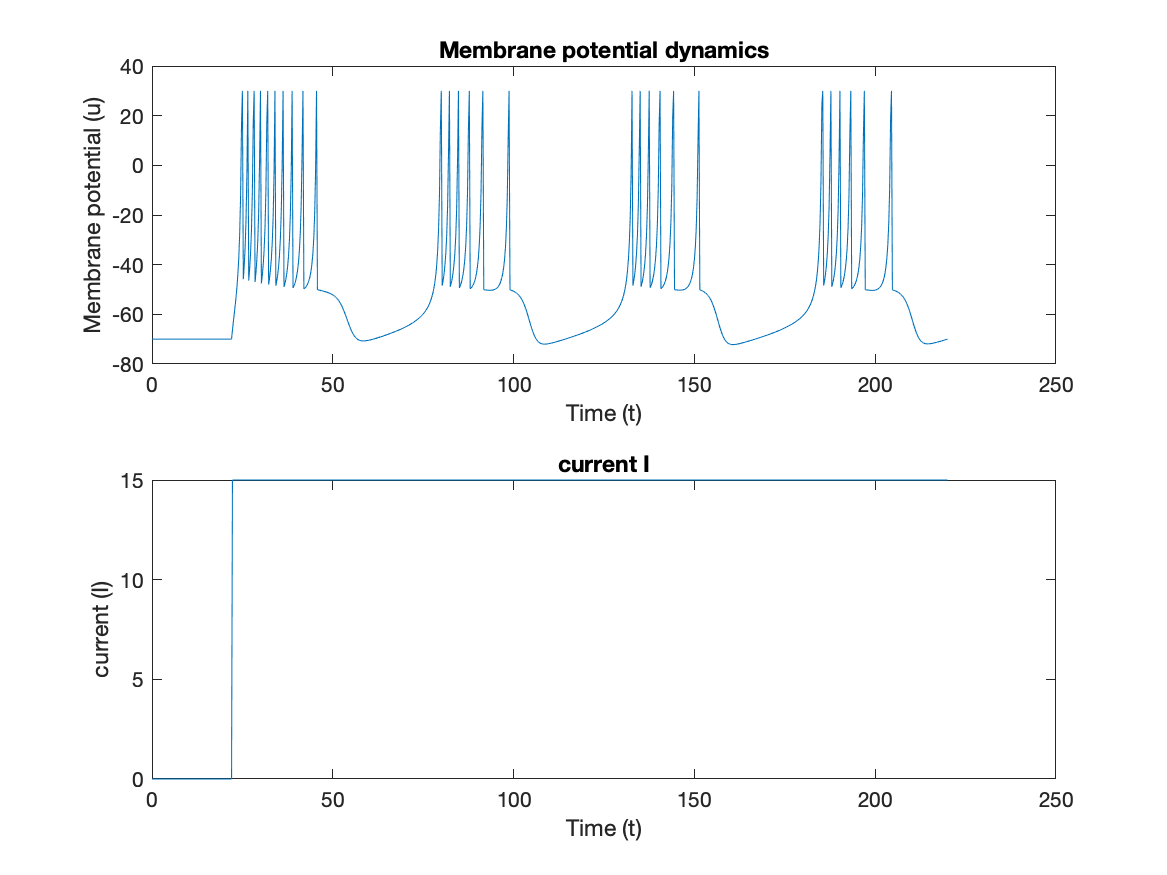 Membrane potential dynamics
40
20
0
-20
-40
-60
-80
Membrane potential (u)
0 50 100 150 200 250
Time (t)
current I
15
10
5
0
current (I)
0 50 100 150 200 250
Time (t)